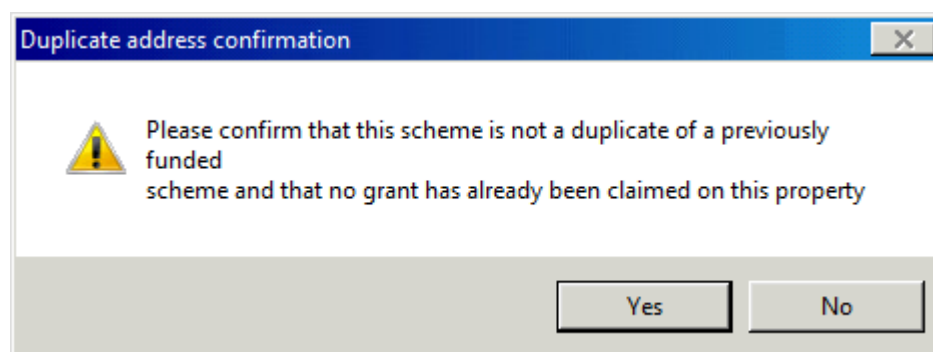 Duplicate address confirmation
Please confirm that this scheme is not a duplicate of a previously
funded
scheme and that no grant has already been claimed on this property
Yes
No